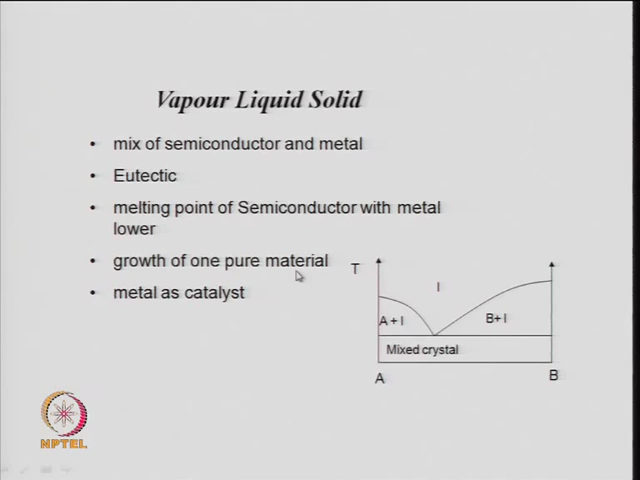 Vapour Liquid Solid
• mix of semiconductor and metal
• Eutectic
• melting point of Semiconductor with metal
lower
• growth of one pure material
• metal as catalyst
T
l
A + l
B+ l
Mixed crystal
A
B
NPTEL